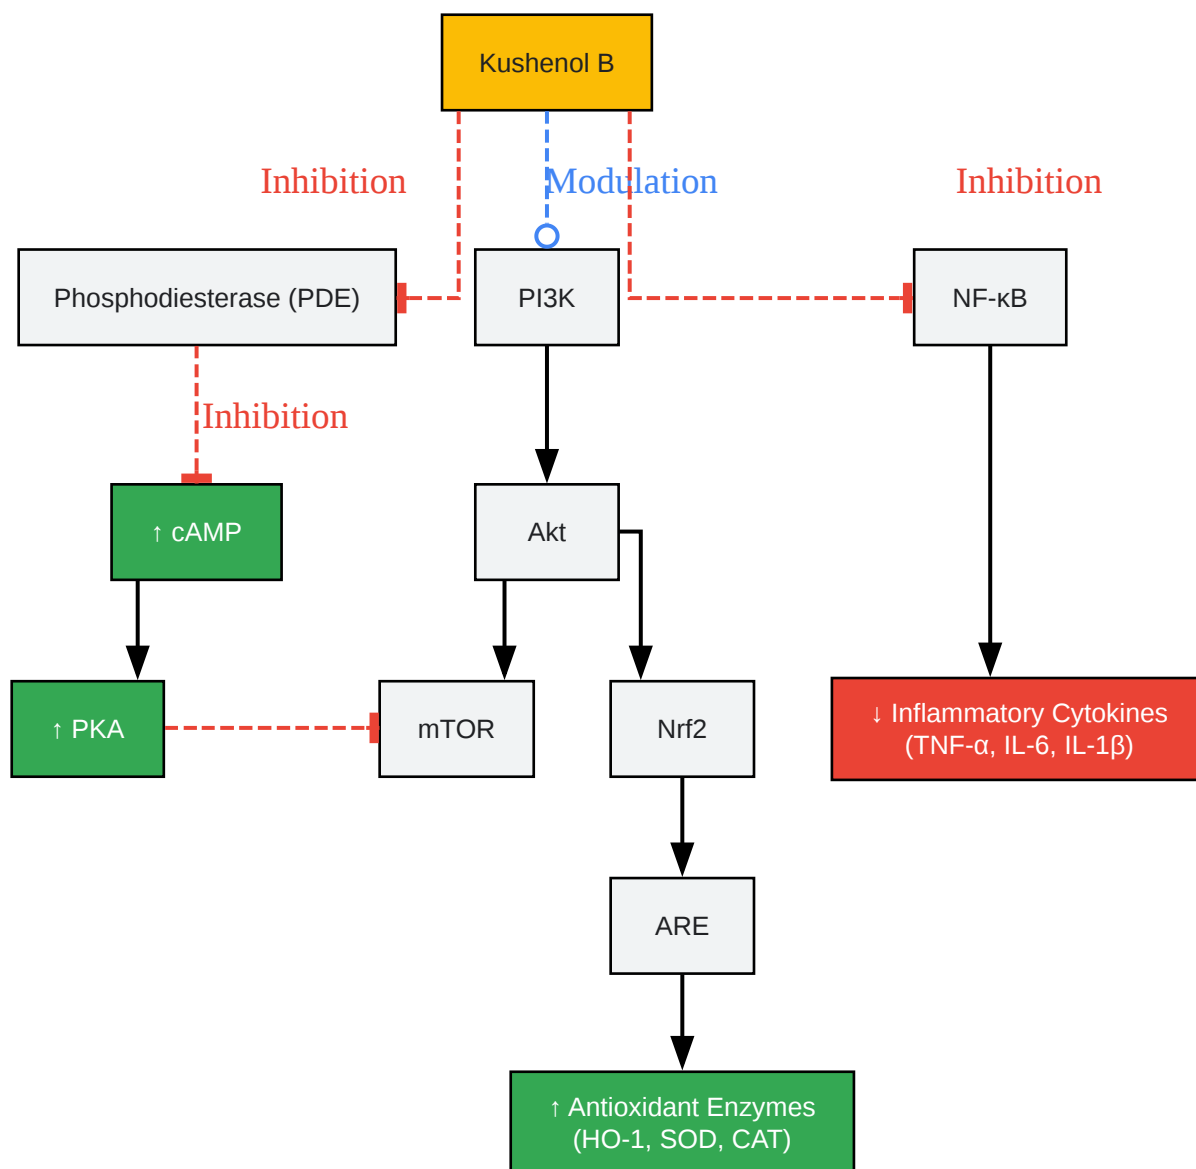 Kushenol B
Inhibition
Modulation
Inhibition
Phosphodiesterase (PDE)
PI3K
NF-κB
Inhibition
↑ cAMP
Akt
↑ PKA
mTOR
Nrf2
↓ Inflammatory Cytokines
(TNF-α, IL-6, IL-1β)
ARE
↑ Antioxidant Enzymes
(HO-1, SOD, CAT)